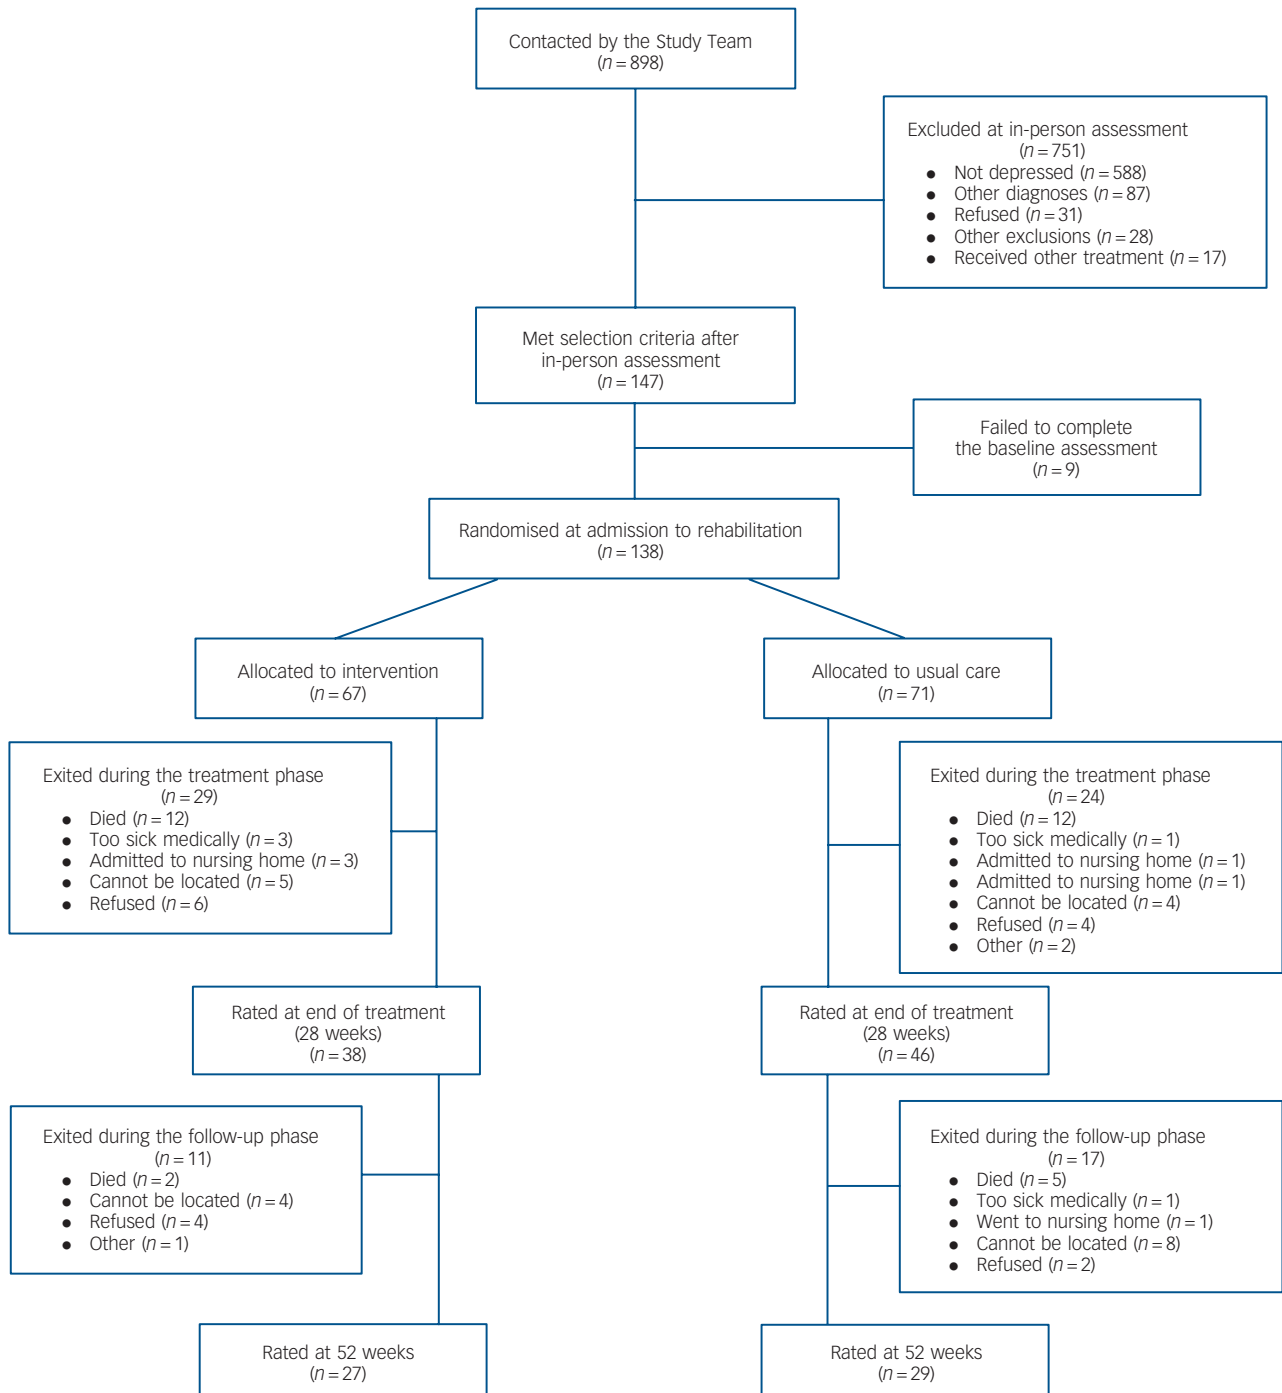 Contacted by the Study Team
(n = 898)
Excluded at in-person assessment
(n = 751)
● Not depressed (n = 588)
● Other diagnoses (n = 87)
● Refused (n = 31)
● Other exclusions (n = 28)
● Received other treatment (n = 17)
Met selection criteria after
in-person assessment
(n = 147)
Failed to complete
the baseline assessment
(n = 9)
Randomised at admission to rehabilitation
(n = 138)
Allocated to intervention
(n = 67)
Allocated to usual care
(n = 71)
Exited during the treatment phase
(n = 29)
● Died (n = 12)
● Too sick medically (n = 3)
● Admitted to nursing home (n = 3)
● Cannot be located (n = 5)
● Refused (n = 6)
Exited during the treatment phase
(n = 24)
● Died (n = 12)
● Too sick medically (n = 1)
● Admitted to nursing home (n = 1)
● Admitted to nursing home (n = 1)
● Cannot be located (n = 4)
● Refused (n = 4)
● Other (n = 2)
Rated at end of treatment
(28 weeks)
(n = 38)
Rated at end of treatment
(28 weeks)
(n = 46)
Exited during the follow-up phase
(n = 11)
● Died (n = 2)
● Cannot be located (n = 4)
● Refused (n = 4)
● Other (n = 1)
Exited during the follow-up phase
(n = 17)
● Died (n = 5)
● Too sick medically (n = 1)
● Went to nursing home (n = 1)
● Cannot be located (n = 8)
● Refused (n = 2)
Rated at 52 weeks
(n = 27)
Rated at 52 weeks
(n = 29)